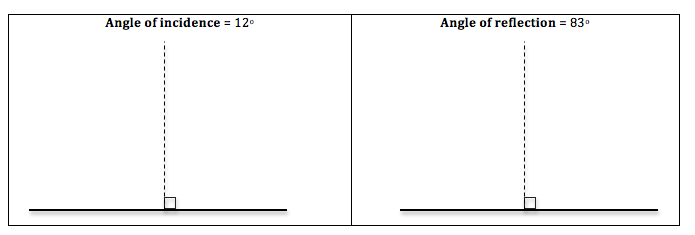 Angle of incidence = 12°
Angle of reflection = 83°